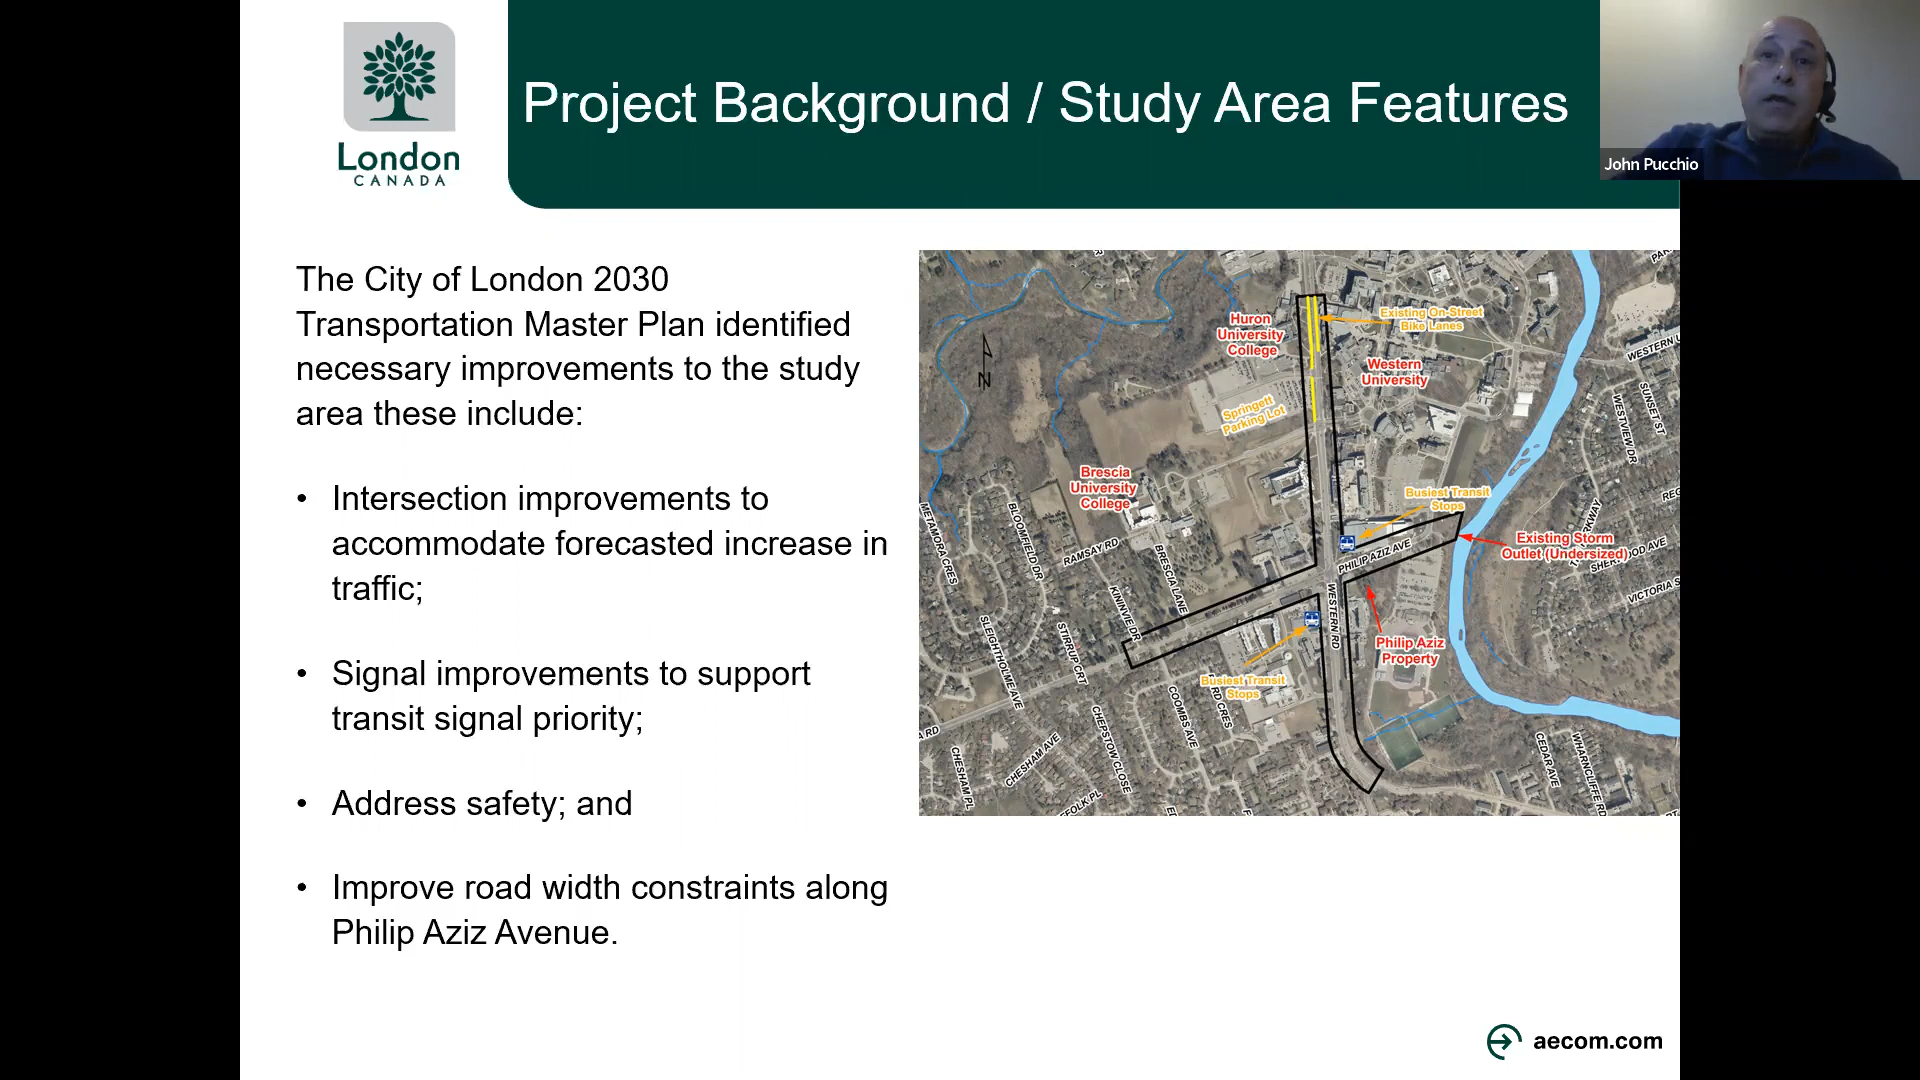 London
CANADA
Project Background / Study Area Features
John Pucchio
The City of London 2030
Transportation Master Plan identified
necessary improvements to the study
area these include:
• Intersection improvements to
accommodate forecasted increase in
traffic;
• Signal improvements to support
transit signal priority;
• Address safety; and
• Improve road width constraints along
Philip Aziz Avenue.
Huron
University
College
Existing On-Street
Bike Lanes
Western
University
Springett
Parking Lot
Brescia
University
College
Busiest Transit
Stops
Existing Storm
Outlet (Undersized)
PHILIP AZIZ AVE
WESTERN RD
Philip Aziz
Property
Busiest Transit
Stops
N
METAMORA CRES
BLOOMFIELD DR
RAMSAY RD
BRESCIA LANE
KININVIE DR
STIRRUP CRT
SLEIGHTHOLME AVE
COOMBS AVE
CHEPSTOW CLOSE
CHESHAM AVE
CHESHAM PL
CEDAR AVE
WHARNCLIFFE RD
SUNSET ST
WESTVIEW DR
aecom.com